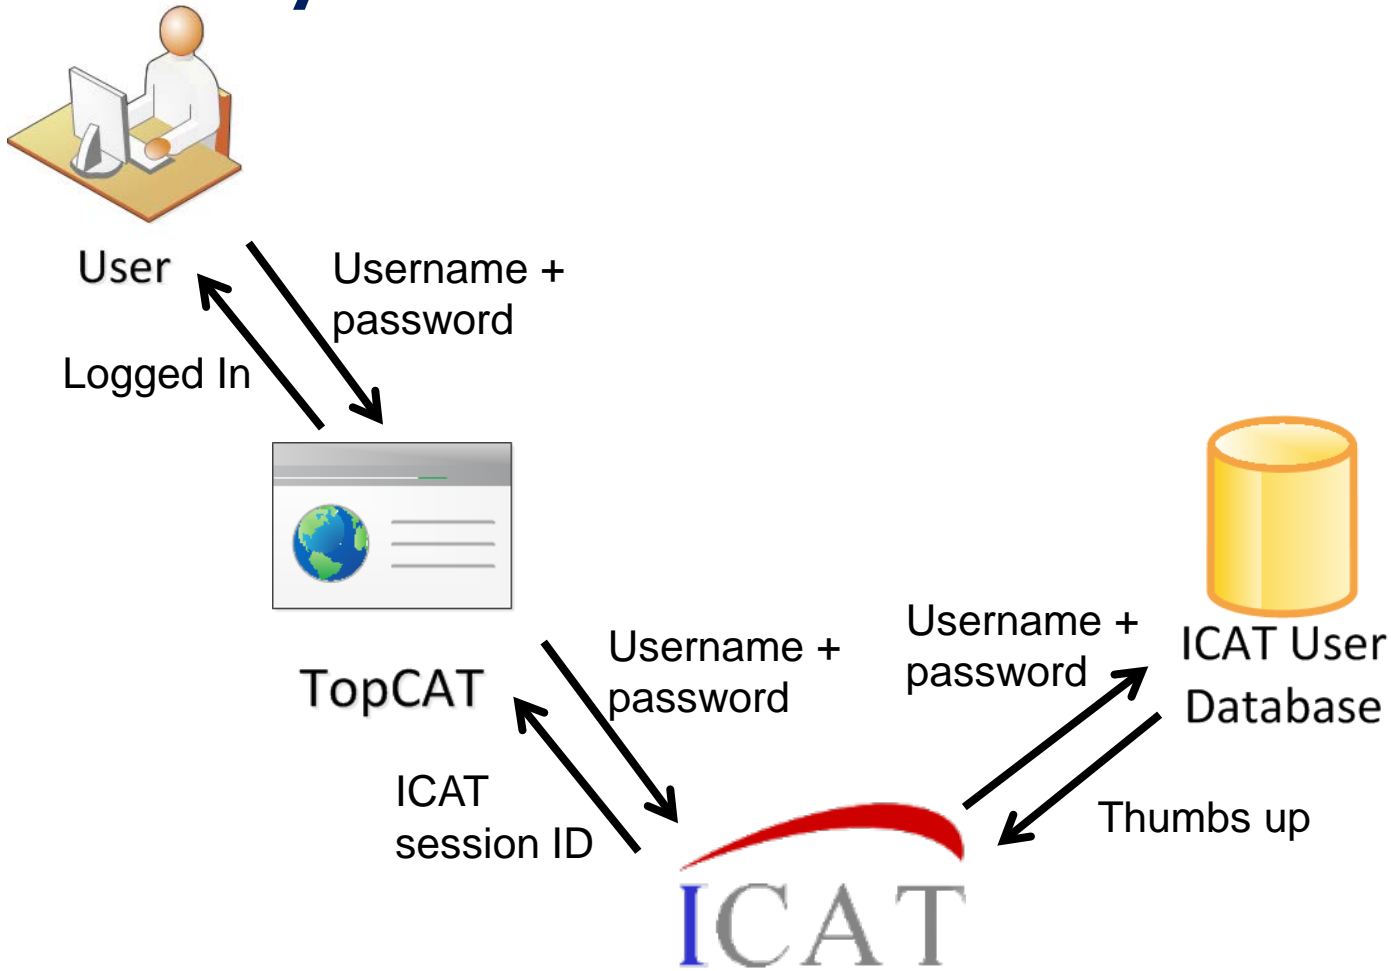 User
Username +
password
Logged In
TopCAT
Username +
password
ICAT
session ID
Username +
password
ICAT User
Database
Thumbs up
ICAT